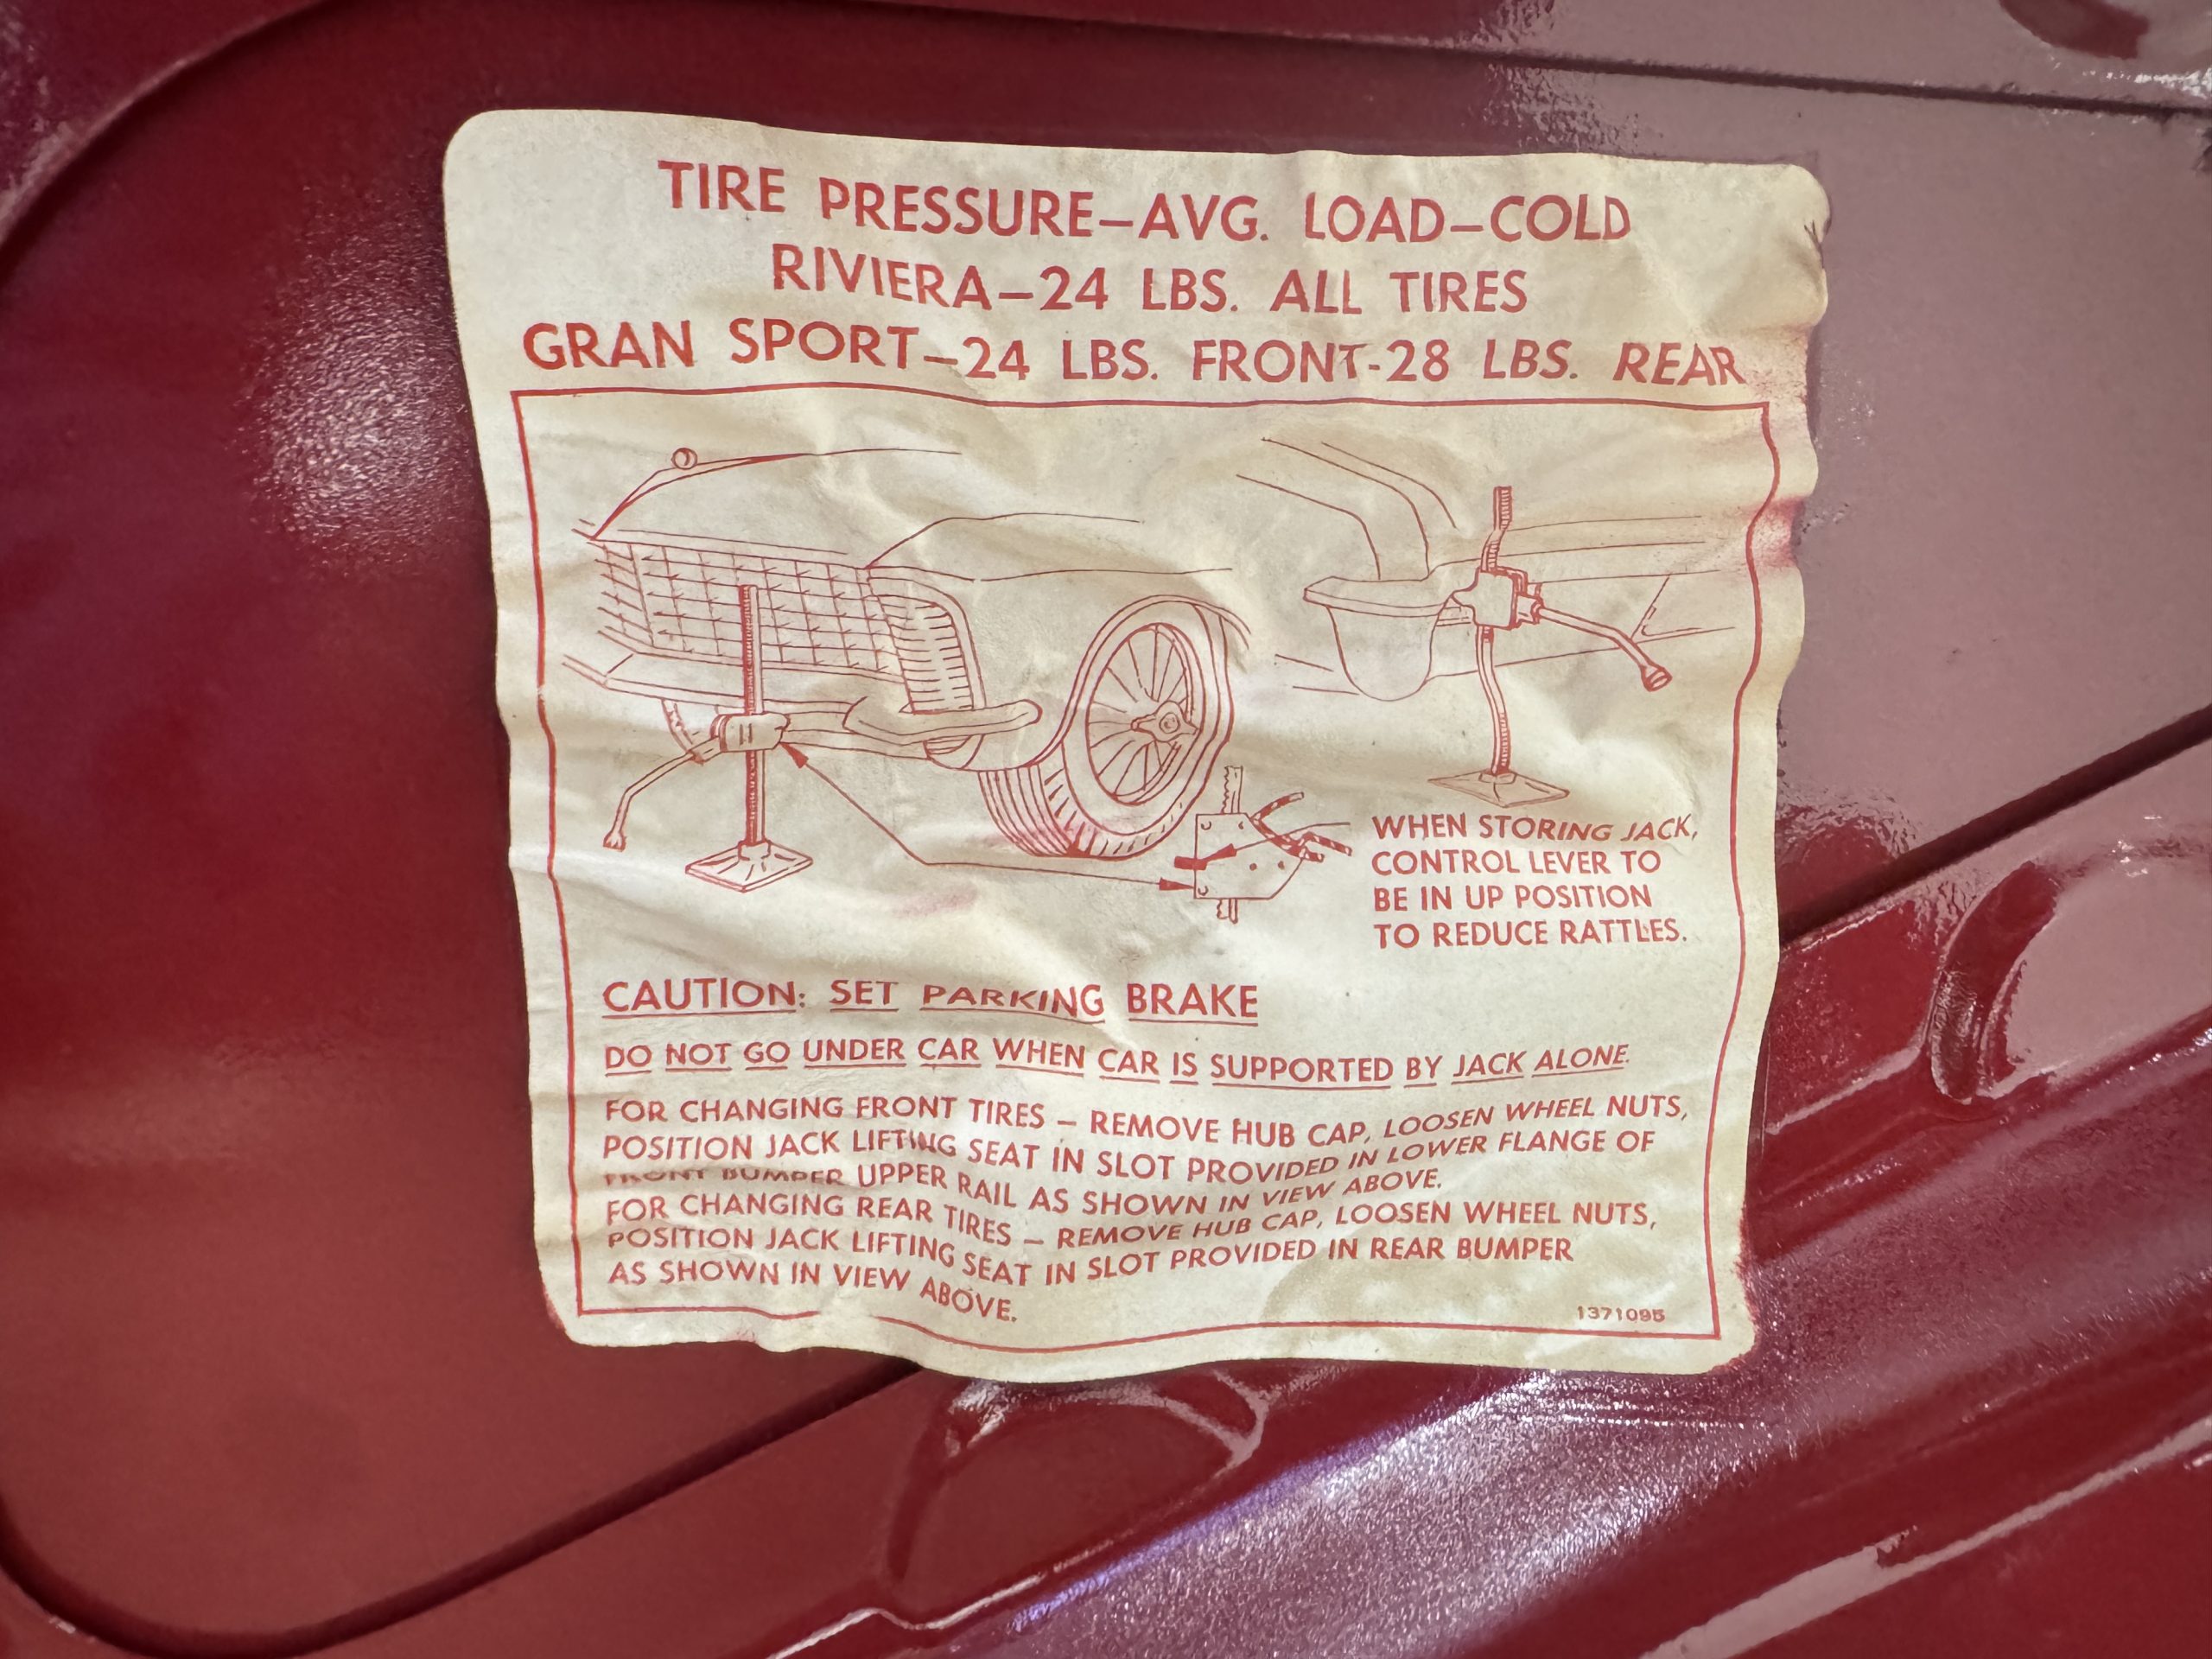 TIRE PRESSURE–AVG. LOAD–COLD
RIVIERA–24 LBS. ALL TIRES
GRAN SPORT–24 LBS. FRONT-28 LBS. REAR
WHEN STORING JACK,
CONTROL LEVER TO
BE IN UP POSITION
TO REDUCE RATTLES.
CAUTION: SET PARKING BRAKE
DO NOT GO UNDER CAR WHEN CAR IS SUPPORTED BY JACK ALONE.
FOR CHANGING FRONT TIRES – REMOVE HUB CAP, LOOSEN WHEEL NUTS,
POSITION JACK LIFTING SEAT IN SLOT PROVIDED IN LOWER FLANGE OF
FRONT BUMPER UPPER RAIL AS SHOWN IN VIEW ABOVE.
FOR CHANGING REAR TIRES – REMOVE HUB CAP, LOOSEN WHEEL NUTS,
POSITION JACK LIFTING SEAT IN SLOT PROVIDED IN REAR BUMPER
AS SHOWN IN VIEW ABOVE.
1371095